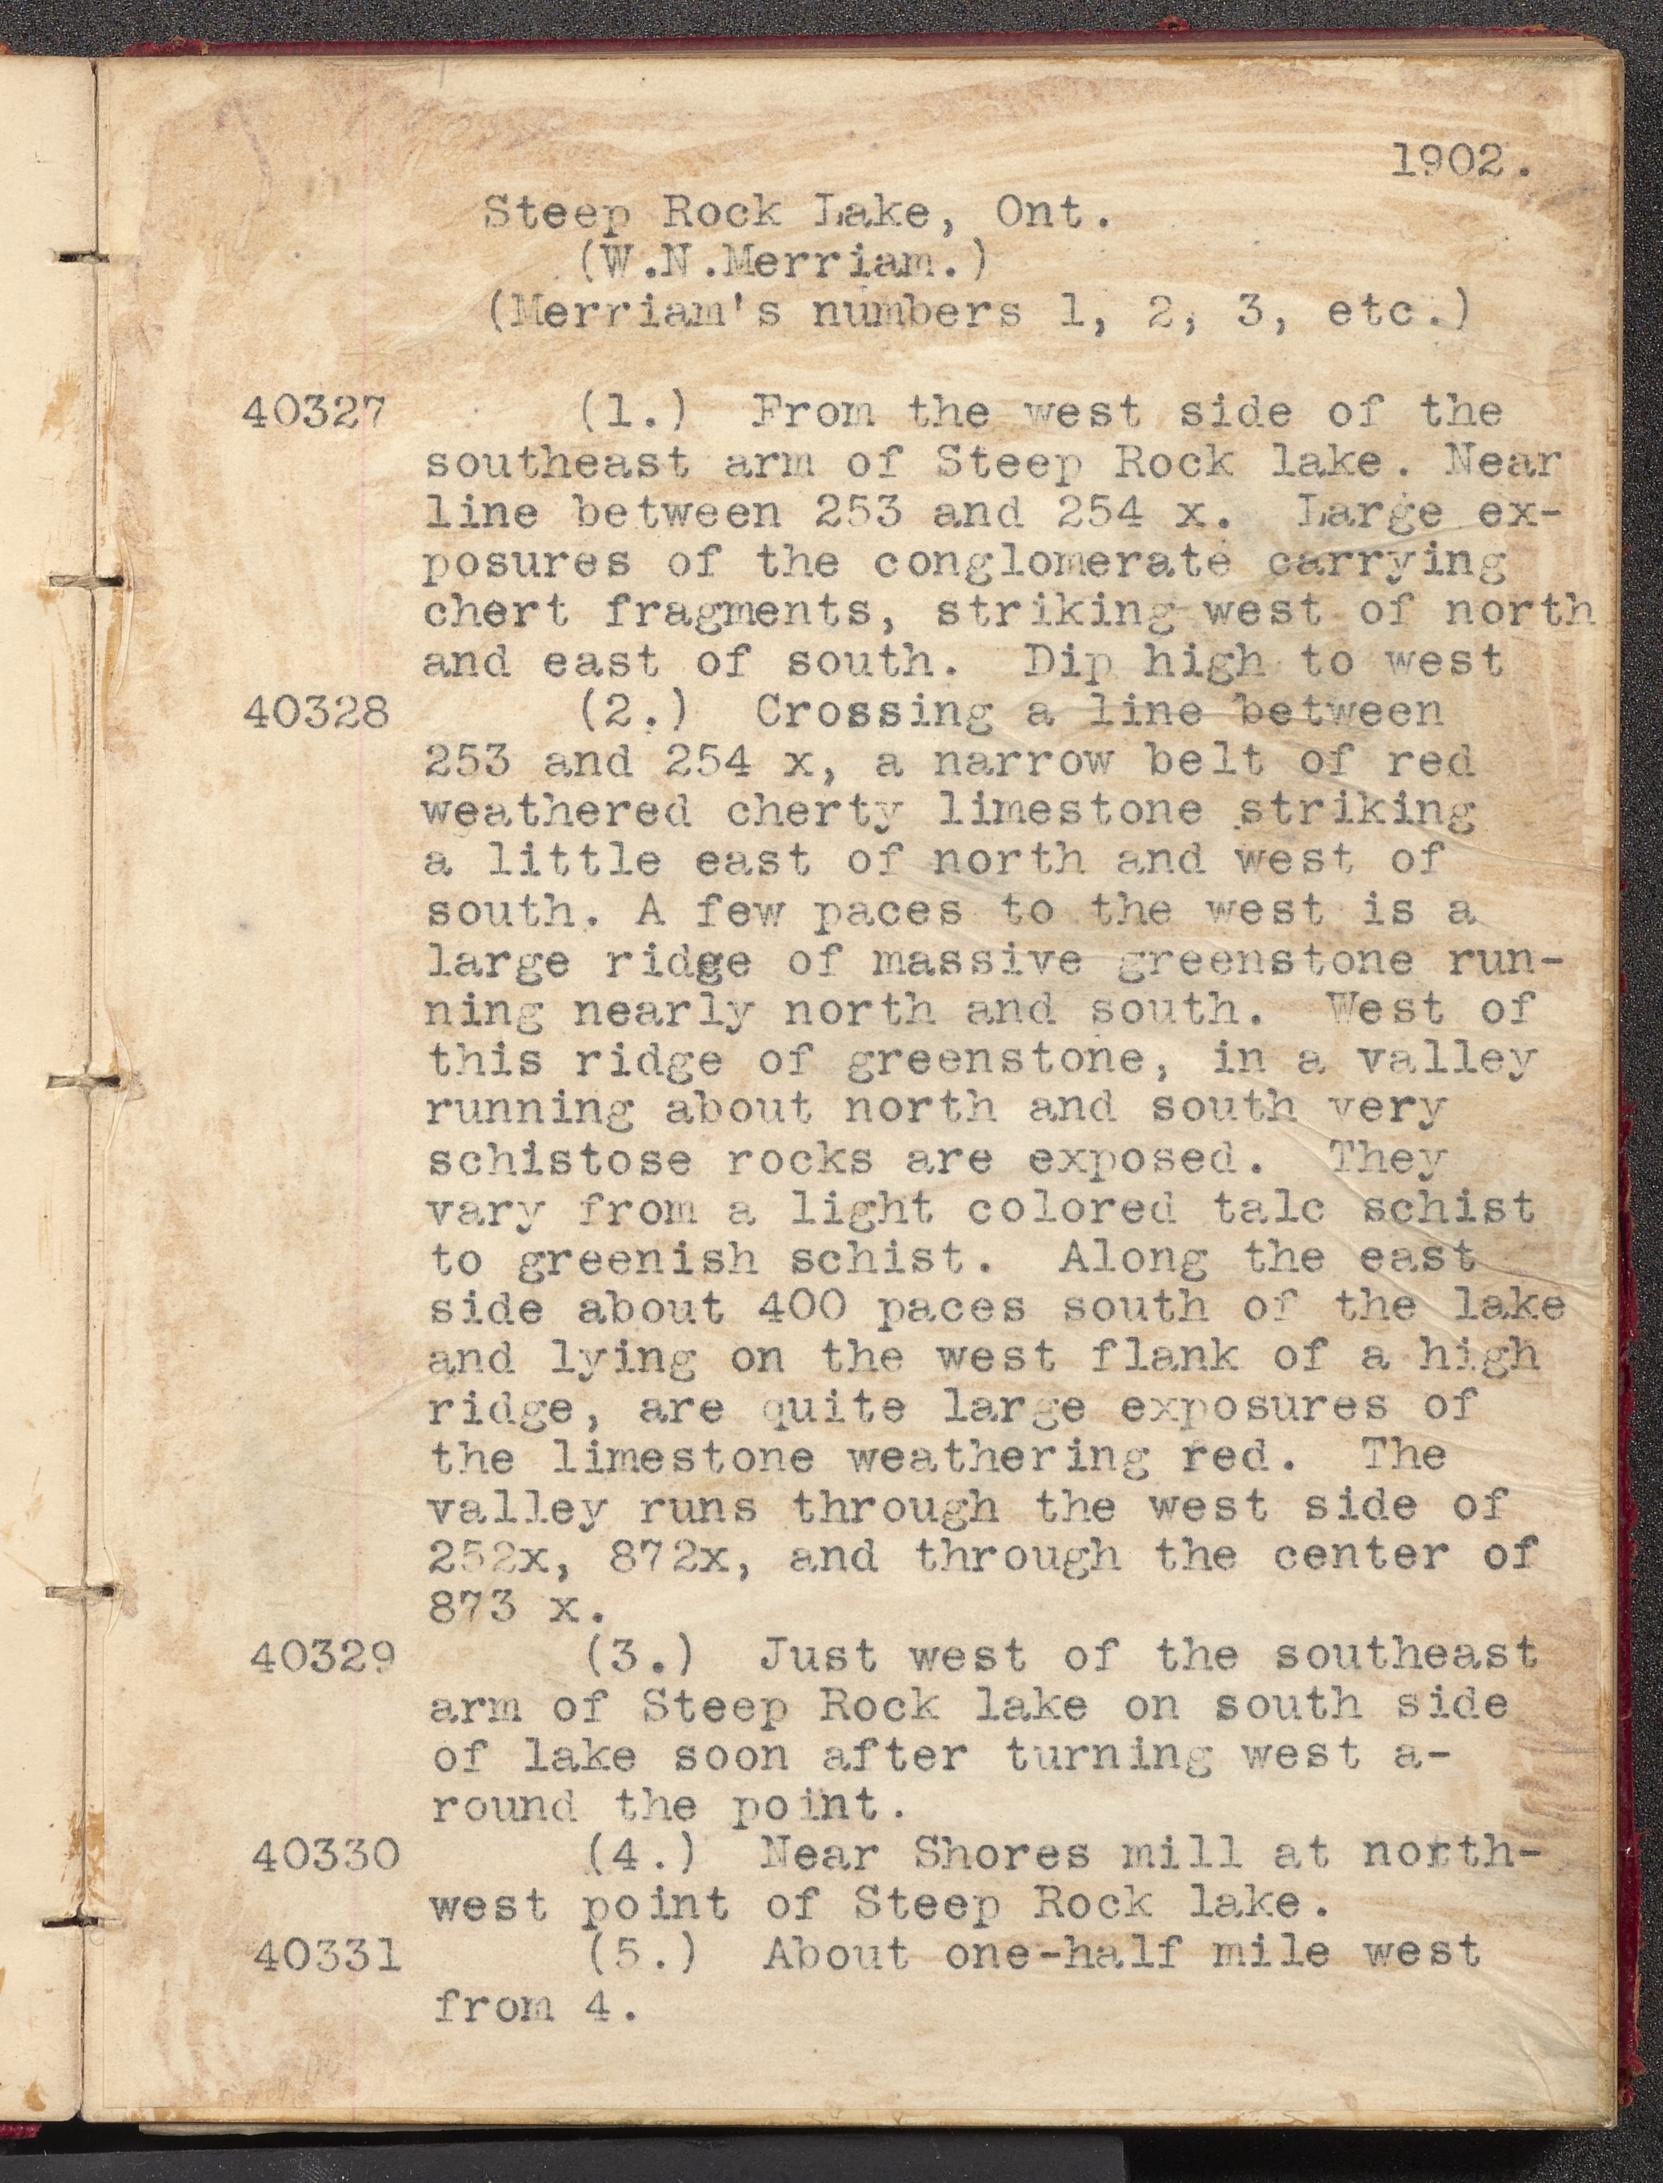 1902.
Steep Rock Lake, Ont.
(W.N.Merriam.)
(Merriam's numbers 1, 2, 3, etc.)
40327 (1.) From the west side of the
southeast arm of Steep Rock lake. Near
line between 253 and 254 x. Large ex-
posures of the conglomerate carrying
chert fragments, striking west of north
and east of south. Dip high to west
40328 (2.) Crossing a line between
253 and 254 x, a narrow belt of red
weathered cherty limestone striking
a little east of north and west of
south. A few paces to the west is a
large ridge of massive greenstone run-
ning nearly north and south. West of
this ridge of greenstone, in a valley
running about north and south very
schistose rocks are exposed. They
vary from a light colored talc schist
to greenish schist. Along the east
side about 400 paces south of the lake
and lying on the west flank of a high
ridge, are quite large exposures of
the limestone weathering red. The
valley runs through the west side of
252x, 872x, and through the center of
873 x.
40329 (3.) Just west of the southeast
arm of Steep Rock lake on south side
of lake soon after turning west a-
round the point.
40330 (4.) Near Shores mill at north-
west point of Steep Rock lake.
40331 (5.) About one-half mile west
from 4.